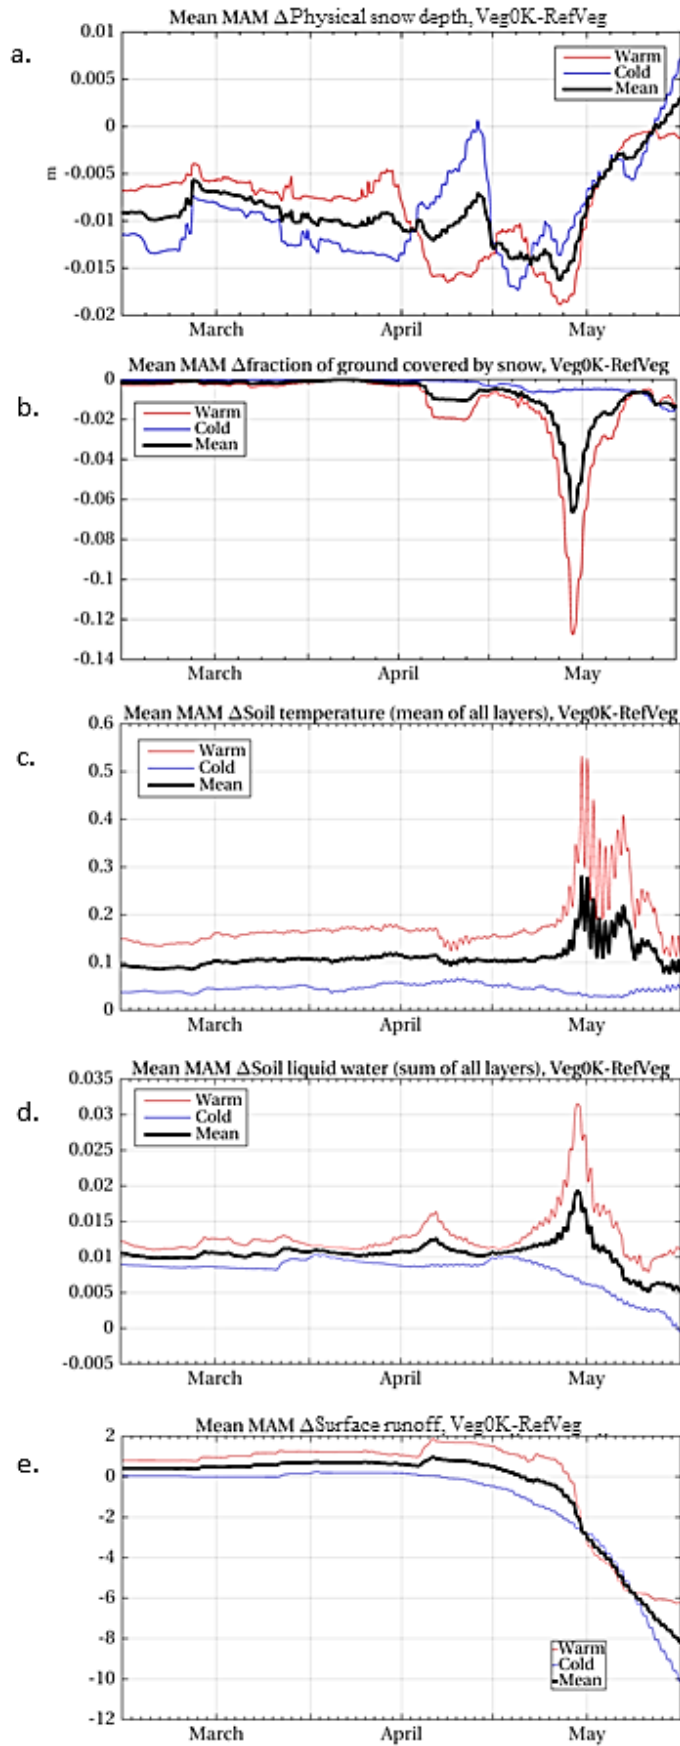 Mean MAM ΔPhysical snow depth, Veg0K-RefVeg
a.
0.01
0.005
0
-0.005
-0.01
-0.015
-0.02
m
Warm
Cold
Mean
March April May
Mean MAM Δfraction of ground covered by snow, Veg0K-RefVeg
b.
0
-0.02
-0.04
-0.06
-0.08
-0.1
-0.12
-0.14
Warm
Cold
Mean
March April May
Mean MAM ΔSoil temperature (mean of all layers), Veg0K-RefVeg
c.
0.6
0.5
0.4
0.3
0.2
0.1
0
Warm
Cold
Mean
March April May
Mean MAM ΔSoil liquid water (sum of all layers), Veg0K-RefVeg
d.
0.035
0.03
0.025
0.02
0.015
0.01
0.005
0
-0.005
Warm
Cold
Mean
March April May
Mean MAM ΔSurface runoff, Veg0K-RefVeg
e.
2
0
-2
-4
-6
-8
-10
-12
Warm
Cold
Mean
March April May